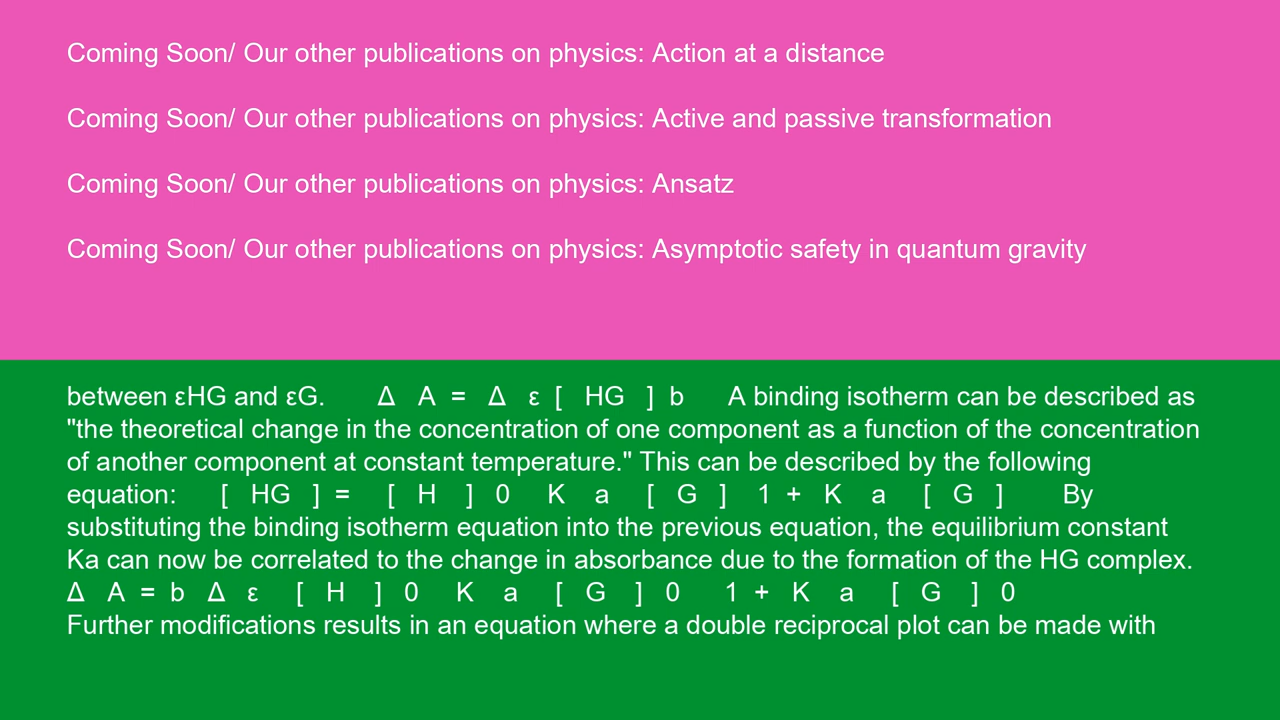 Coming Soon/ Our other publications on physics: Action at a distance
Coming Soon/ Our other publications on physics: Active and passive transformation
Coming Soon/ Our other publications on physics: Ansatz
Coming Soon/ Our other publications on physics: Asymptotic safety in quantum gravity
between εHG and εG. Δ A = Δ ε [ HG ] b A binding isotherm can be described as
"the theoretical change in the concentration of one component as a function of the concentration
of another component at constant temperature." This can be described by the following
equation: [ HG ] = [ H ] 0 K a [ G ] 1 + K a [ G ] By
substituting the binding isotherm equation into the previous equation, the equilibrium constant
Ka can now be correlated to the change in absorbance due to the formation of the HG complex.
Δ A = b Δ ε [ H ] 0 K a [ G ] 0 1 + K a [ G ] 0
Further modifications results in an equation where a double reciprocal plot can be made with